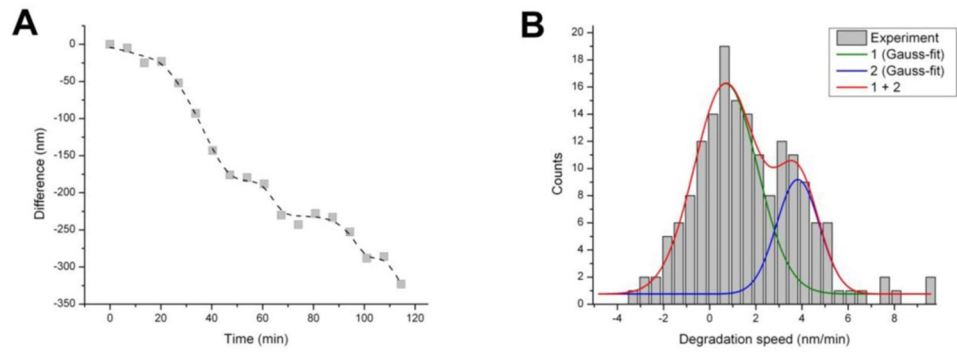 A
0
-50
-100
-150
-200
-250
-300
-350
Difference (nm)
0 20 40 60 80 100 120
Time (min)
B
20
18
16
14
12
10
8
6
4
2
0
Counts
Experiment
1 (Gauss-fit)
2 (Gauss-fit)
1 + 2
-4 -2 0 2 4 6 8
Degradation speed (nm/min)